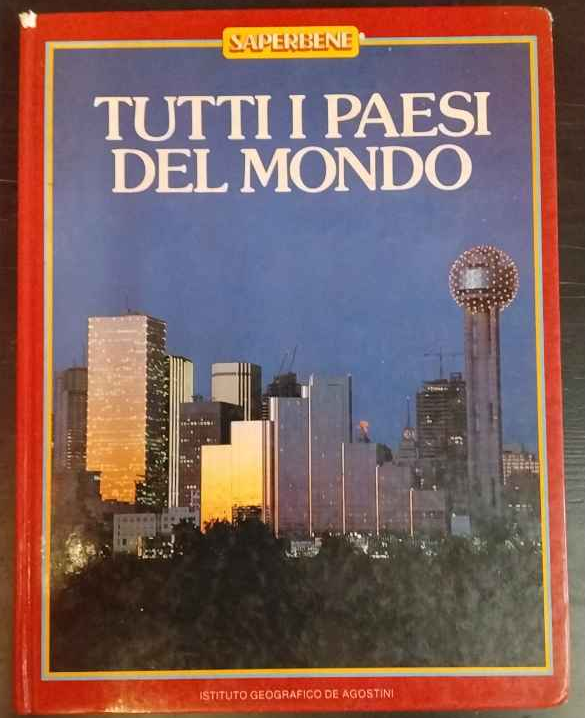 SAPERBENE
TUTTI I PAESI
DEL MONDO
ISTITUTO GEOGRAFICO DE AGOSTINI